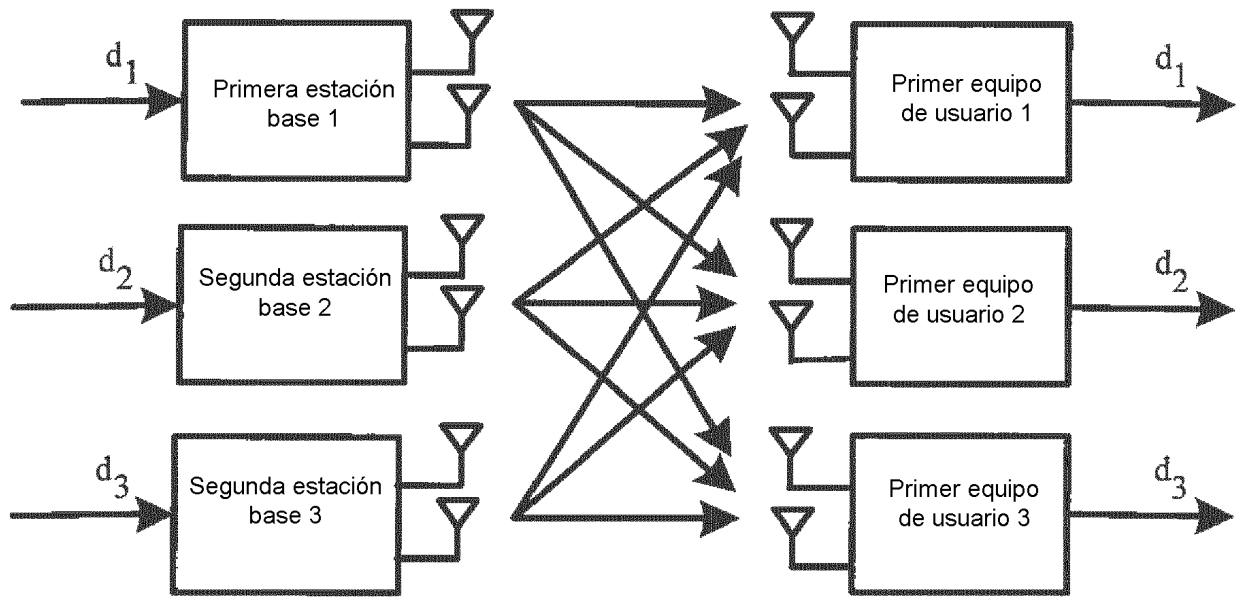 d1
Primera estación
base 1
Primer equipo
de usuario 1
d1
d2
Segunda estación
base 2
Primer equipo
de usuario 2
d2
d3
Segunda estación
base 3
Primer equipo
de usuario 3
d3